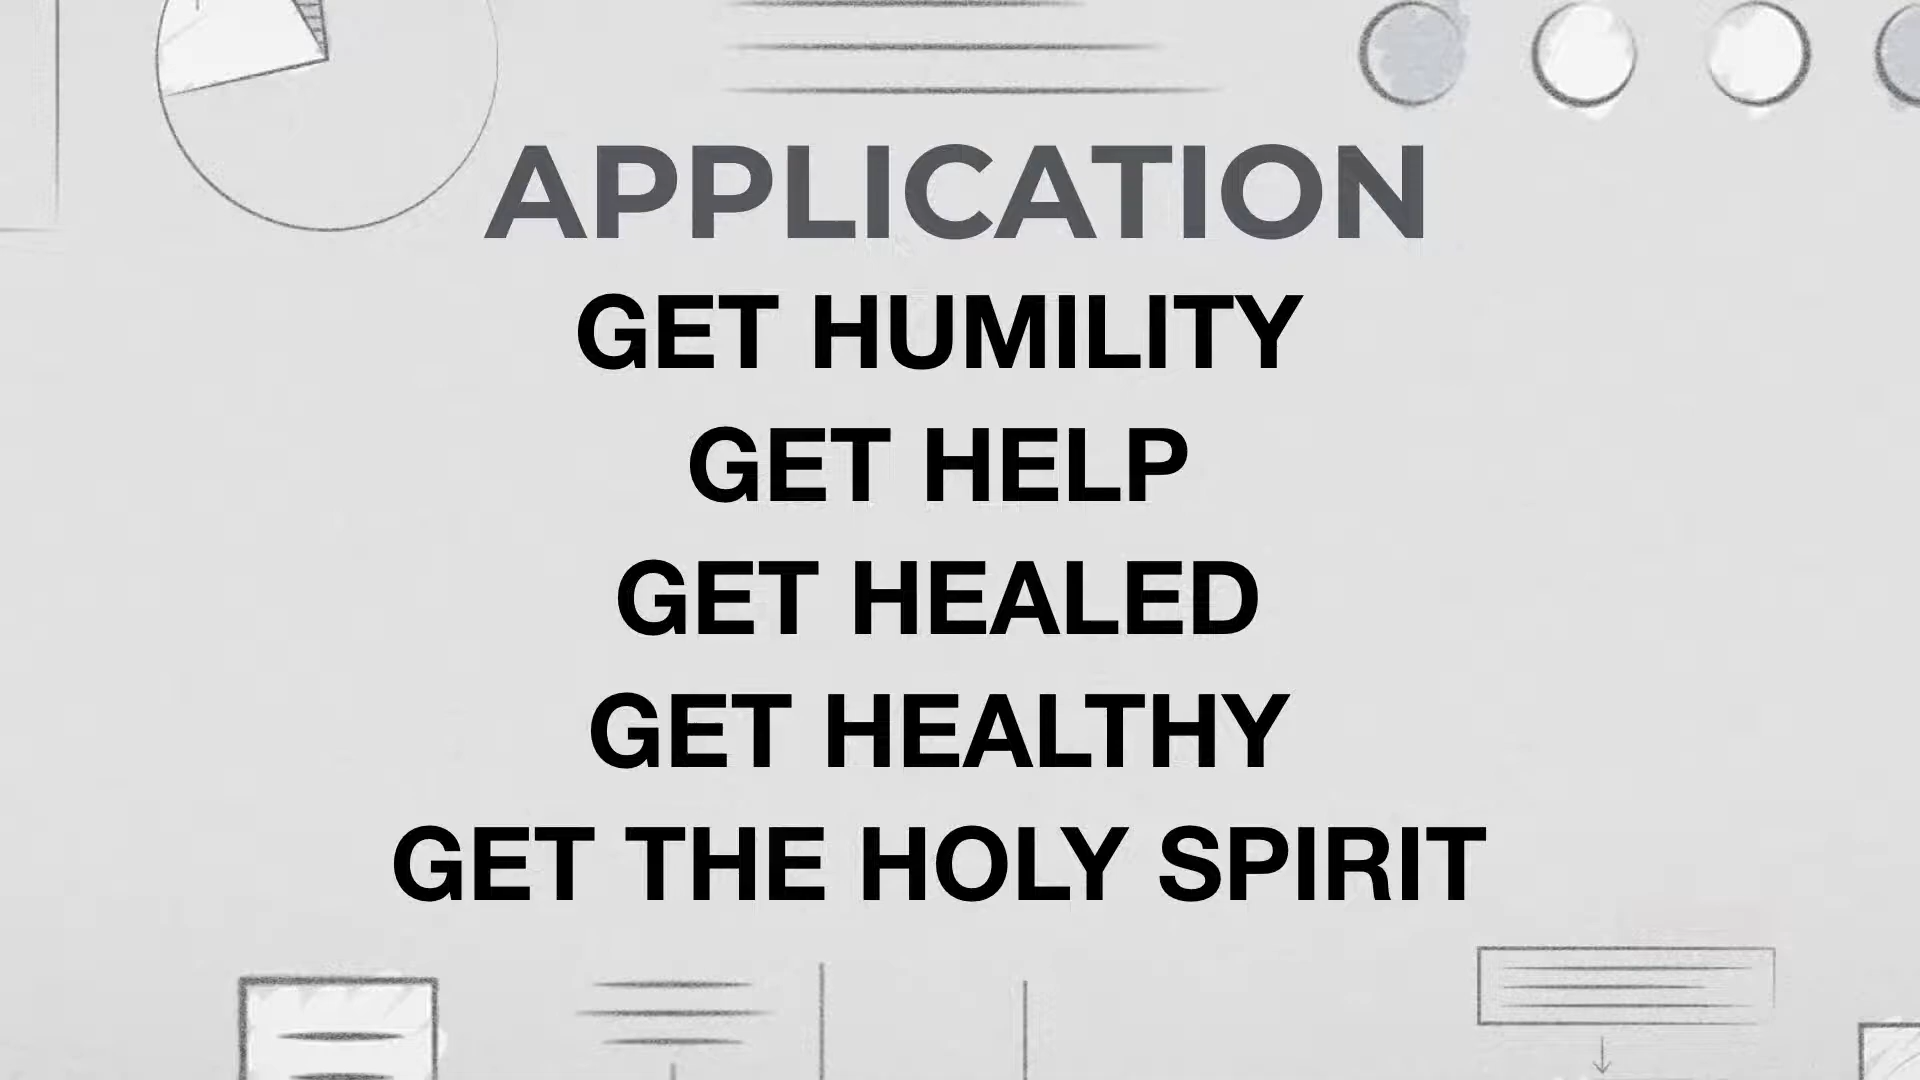 APPLICATION
GET HUMILITY
GET HELP
GET HEALED
GET HEALTHY
GET THE HOLY SPIRIT